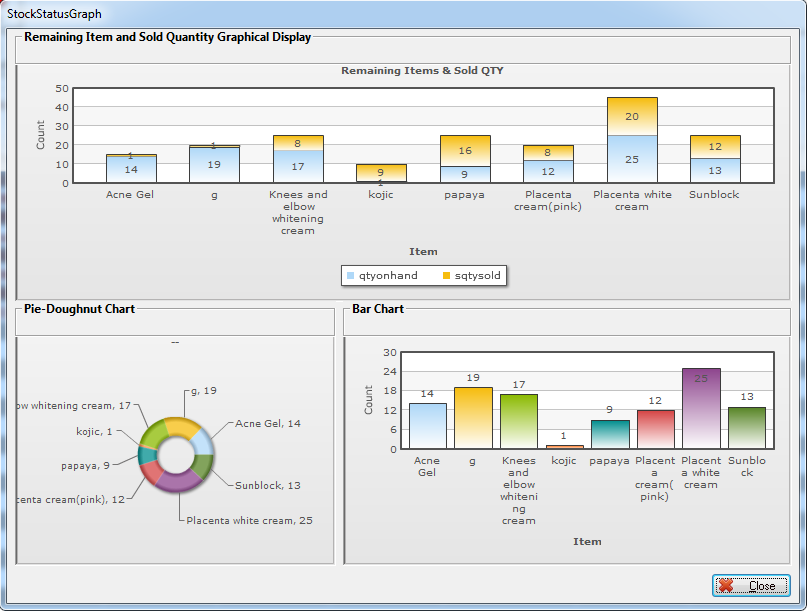 StockStatusGraph
Remaining Item and Sold Quantity Graphical Display
Remaining Items & Sold QTY
Count
50
40
30
20
10
0
1
14
1
19
8
17
9
1
16
9
8
12
20
25
12
13
Acne Gel
g
Knees and
elbow
whitening
cream
kojic
papaya
Placenta
cream(pink)
Placenta white
cream
Sunblock
Item
qtyonhand
sqtysold
Pie-Doughnut Chart
--
g, 19
ow whitening cream, 17
Acne Gel, 14
kojic, 1
papaya, 9
Sunblock, 13
centa cream(pink), 12
Placenta white cream, 25
Bar Chart
Count
30
24
18
12
6
0
14
19
17
1
9
12
25
13
Acne
Gel
g
Knees
and
elbow
whiteni
ng
cream
kojic
papaya
Placent
a
cream(
pink)
Placent
a white
cream
Sunblo
ck
Item
Close